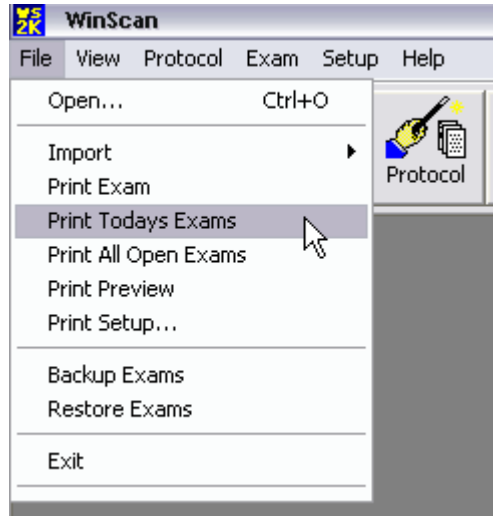 WS
2K WinScan
File View Protocol Exam Setup Help
Open... Ctrl+O
Import
Print Exam
Print Todays Exams
Print All Open Exams
Print Preview
Print Setup...
Backup Exams
Restore Exams
Exit
Protocol